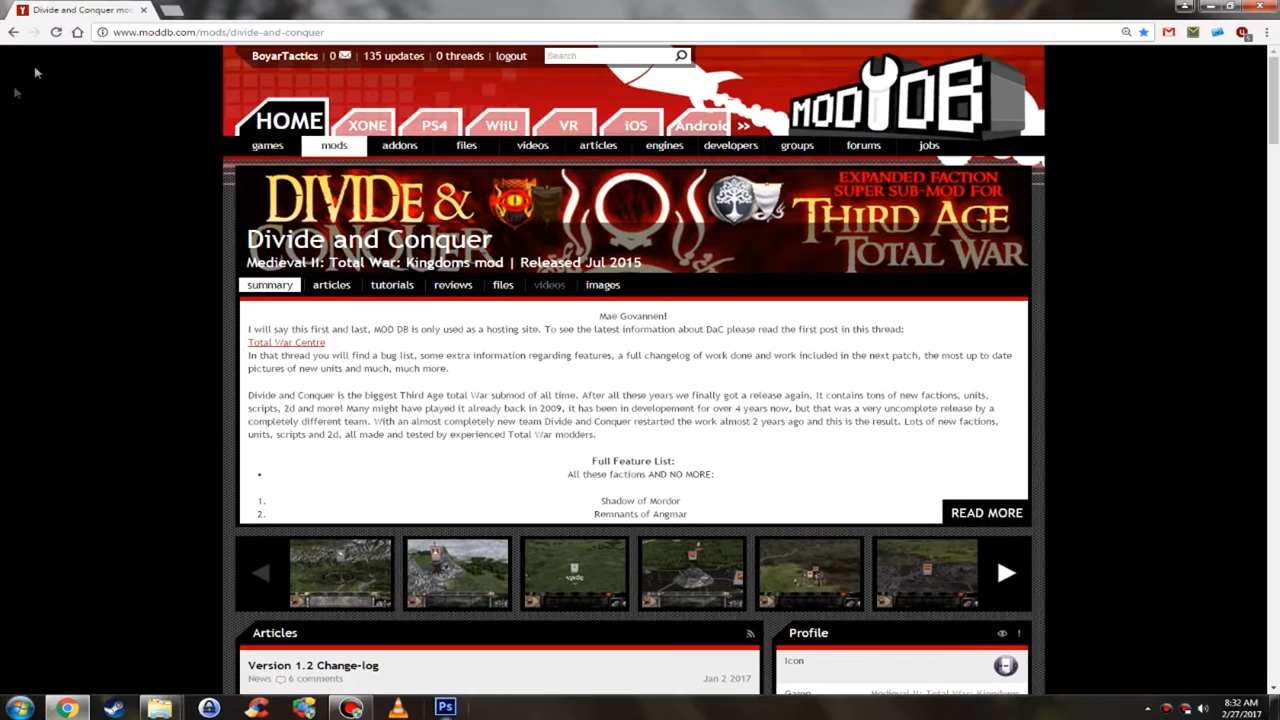 Divide and Conquer mo
www.moddb.com/mods/divide-and-conquer
BoyarTactics | 0 | 135 updates | 0 threads | logout
Search
MOD DB
HOME XONE PS4 WiiU VR iOS Android »
games mods addons files videos articles engines developers groups forums jobs
DIVIDE & CONQUER
EXPANDED FACTION
SUPER SUB-MOD FOR
THIRD AGE
TOTAL WAR
Divide and Conquer
Medieval II: Total War: Kingdoms mod | Released Jul 2015
summary articles tutorials reviews files videos images
Mae Govannen!
I will say this first and last, MOD DB is only used as a hosting site. To see the latest information about DaC please read the first post in this thread:
Total War Centre
In that thread you will find a bug list, some extra information regarding features, a full changelog of work done and work included in the next patch, the most up to date
pictures of new units and much, much more.
Divide and Conquer is the biggest Third Age total War submod of all time. After all these years we finally got a release again. It contains tons of new factions, units,
scripts, 2d and more! Many might have played it already back in 2009, it has been in developement for over 4 years now, but that was a very uncomplete release by a
completely different team. With an almost completely new team Divide and Conquer restarted the work almost 2 years ago and this is the result. Lots of new factions,
units, scripts and 2d, all made and tested by experienced Total War modders.
Full Feature List:
• All these factions AND NO MORE:
1. Shadow of Mordor
2. Remnants of Angmar
READ MORE
Articles
Version 1.2 Change-log
News 6 comments Jan 2 2017
Profile
Icon
Game Medieval II: Total War: Kingdoms
Ps
8:32 AM
2/27/2017